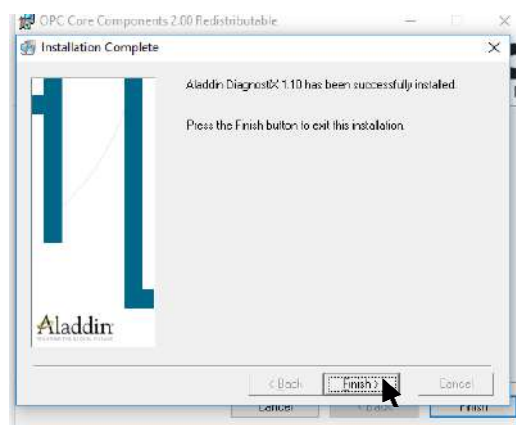 OPC Core Components 2.00 Redistributable
Installation Complete
Aladdin DiagnostiX 1.10 has been successfully installed.
Press the Finish button to exit this installation.
Aladdin
< Back
Finish >
Cancel
Cancel
< Back
Finish